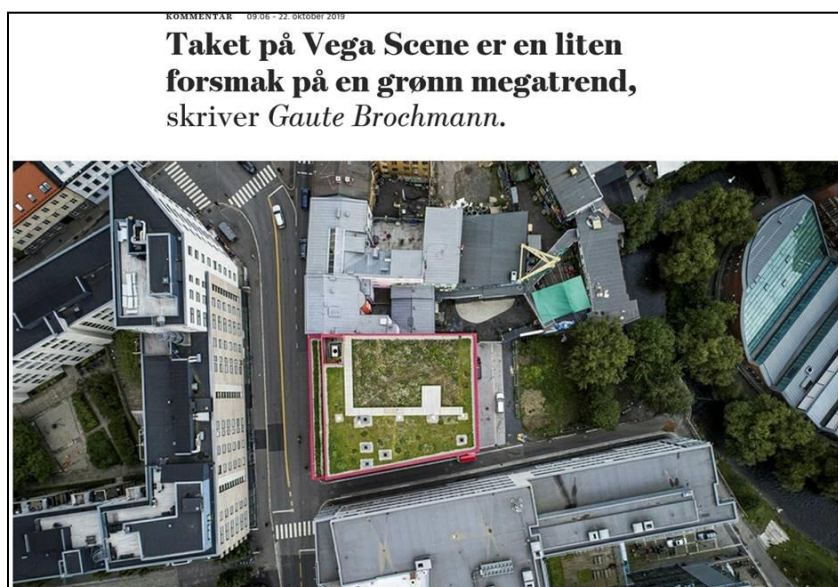 KOMMENTAR 09:06 - 22. oktober 2019
Taket på Vega Scene er en liten
forsmak på en grønn megatrend,
skriver Gaute Brochmann.